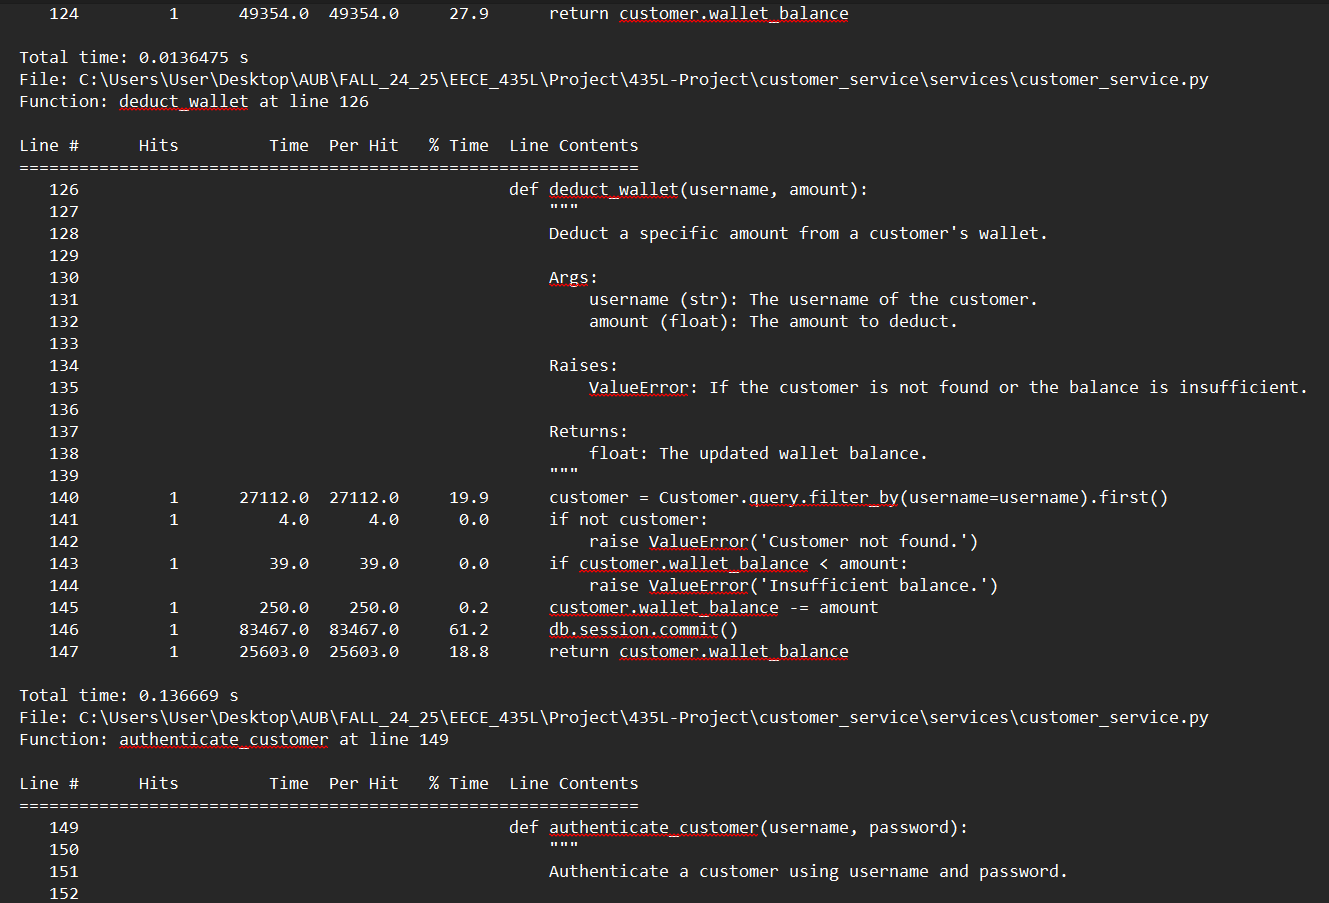 124 1 49354.0 49354.0 27.9 return customer.wallet_balance
Total time: 0.0136475 s
File: C:\Users\User\Desktop\AUB\FALL_24_25\EECE_435L\Project\435L-Project\customer_service\services\customer_service.py
Function: deduct_wallet at line 126
Line # Hits Time Per Hit % Time Line Contents
==============================================================
126 def deduct_wallet(username, amount):
127 """
128 Deduct a specific amount from a customer's wallet.
129
130 Args:
131 username (str): The username of the customer.
132 amount (float): The amount to deduct.
133
134 Raises:
135 ValueError: If the customer is not found or the balance is insufficient.
136
137 Returns:
138 float: The updated wallet balance.
139 """
140 1 27112.0 27112.0 19.9 customer = Customer.query.filter_by(username=username).first()
141 1 4.0 4.0 0.0 if not customer:
142 raise ValueError('Customer not found.')
143 1 39.0 39.0 0.0 if customer.wallet_balance < amount:
144 raise ValueError('Insufficient balance.')
145 1 250.0 250.0 0.2 customer.wallet_balance -= amount
146 1 83467.0 83467.0 61.2 db.session.commit()
147 1 25603.0 25603.0 18.8 return customer.wallet_balance
Total time: 0.136669 s
File: C:\Users\User\Desktop\AUB\FALL_24_25\EECE_435L\Project\435L-Project\customer_service\services\customer_service.py
Function: authenticate_customer at line 149
Line # Hits Time Per Hit % Time Line Contents
==============================================================
149 def authenticate_customer(username, password):
150 """
151 Authenticate a customer using username and password.
152